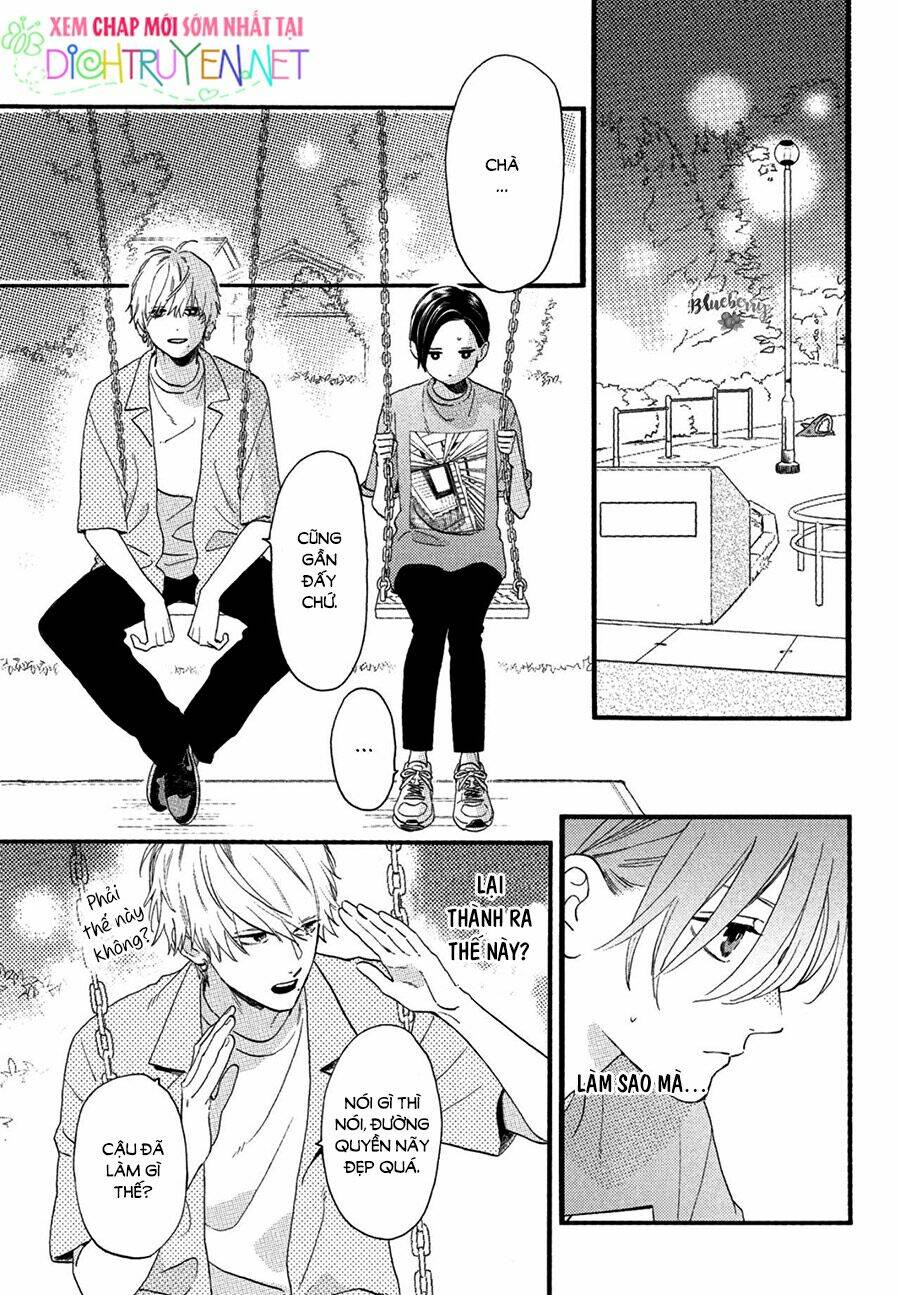 XEM CHAP MỚI SỚM NHẤT TẠI
DICHTRUYEN.NET
Blueberry
CHÀ
...
CŨNG
GẦN
ĐẤY
CHỨ.
...
LÀM SAO MÀ...
LẠI
THÀNH RA
THẾ NÀY?
Phải
thế này
không?
NÓI GÌ THÌ
NÓI, ĐƯỜNG
QUYỀN NÀY
ĐẸP QUÁ.
CẬU ĐÃ
LÀM GÌ
THẾ?